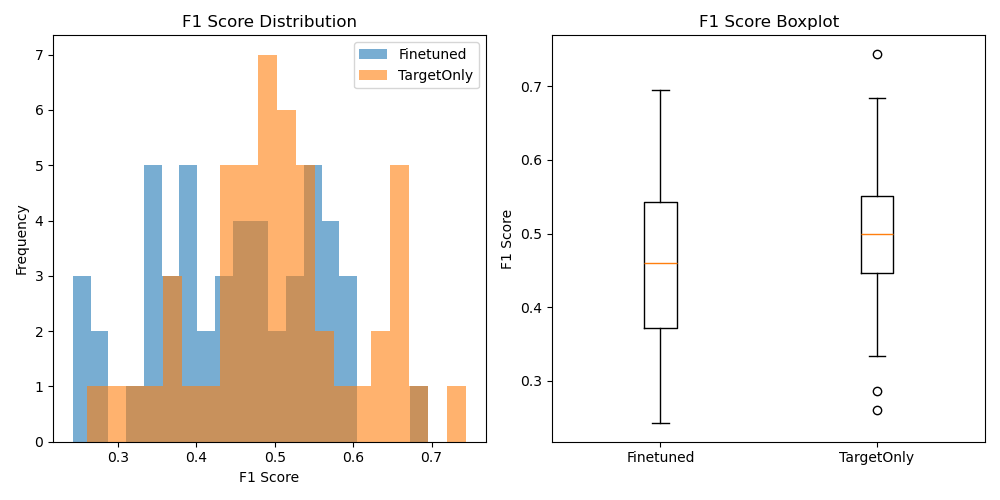 F1 Score Distribution
Finetuned
TargetOnly
7
6
5
4
3
2
1
0
Frequency
0.3 0.4 0.5 0.6 0.7
F1 Score
F1 Score Boxplot
0.7
0.6
0.5
0.4
0.3
F1 Score
Finetuned TargetOnly